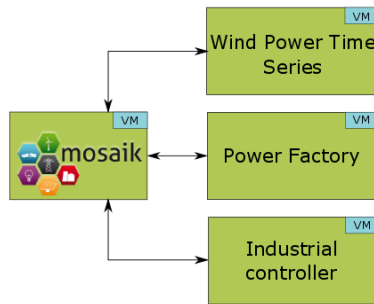 VM
Wind Power Time
Series
VM
mosaik
VM
Power Factory
VM
Industrial
controller